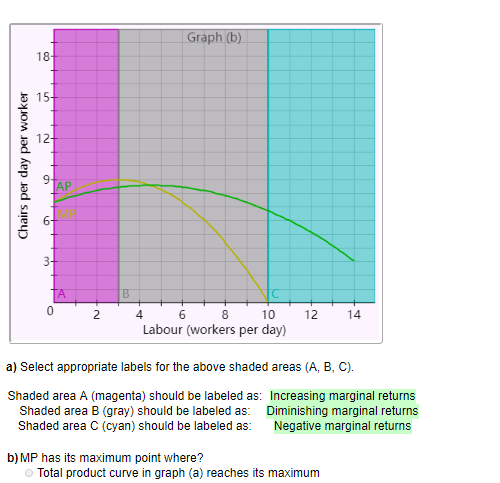 Graph (b)
18
15
12
9
6
3
Chairs per day per worker
AP
MP
A
B
C
0
2
4
6
8
10
12
14
Labour (workers per day)
a) Select appropriate labels for the above shaded areas (A, B, C).
Shaded area A (magenta) should be labeled as: Increasing marginal returns
Shaded area B (gray) should be labeled as: Diminishing marginal returns
Shaded area C (cyan) should be labeled as: Negative marginal returns
b) MP has its maximum point where?
Total product curve in graph (a) reaches its maximum